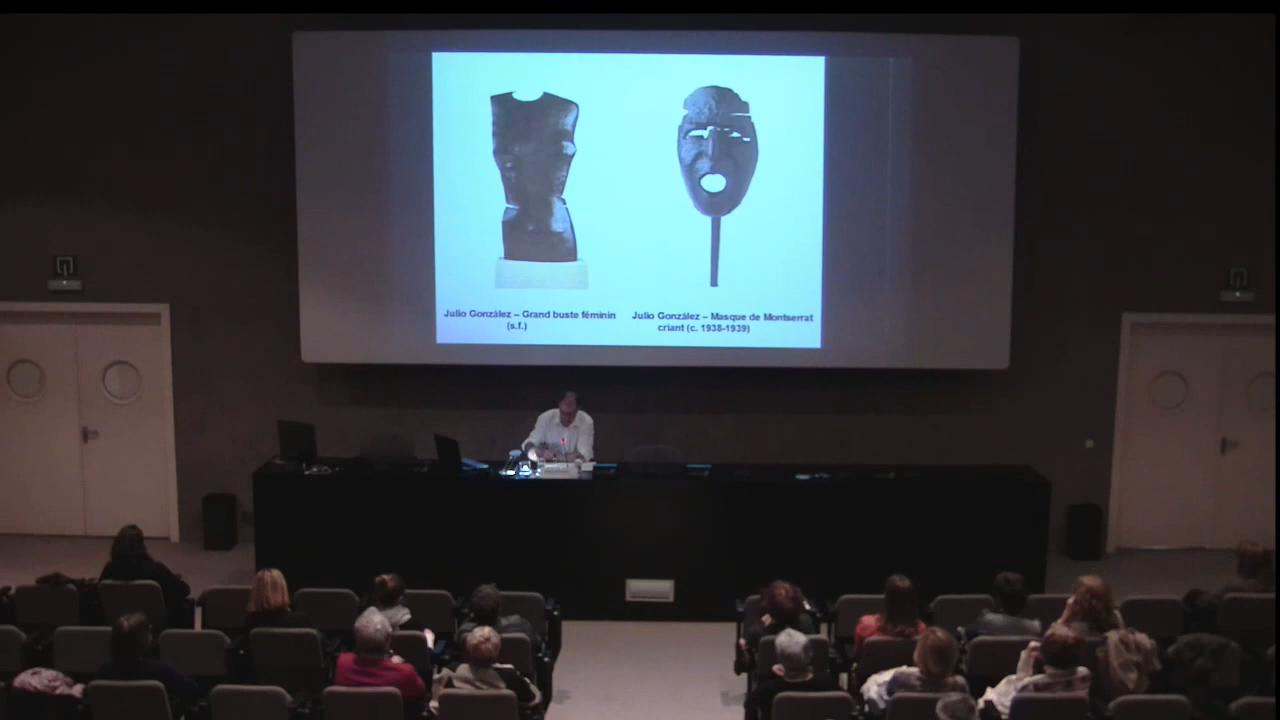 Julio González – Grand buste féminin
(s.f.)
Julio González – Masque de Montserrat
criant (c. 1938-1939)